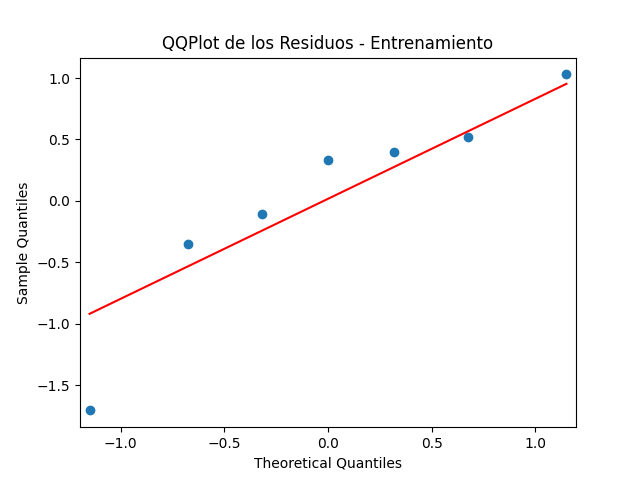 QQPlot de los Residuos - Entrenamiento
1.0
0.5
0.0
−0.5
−1.0
−1.5
Sample Quantiles
−1.0 −0.5 0.0 0.5 1.0
Theoretical Quantiles